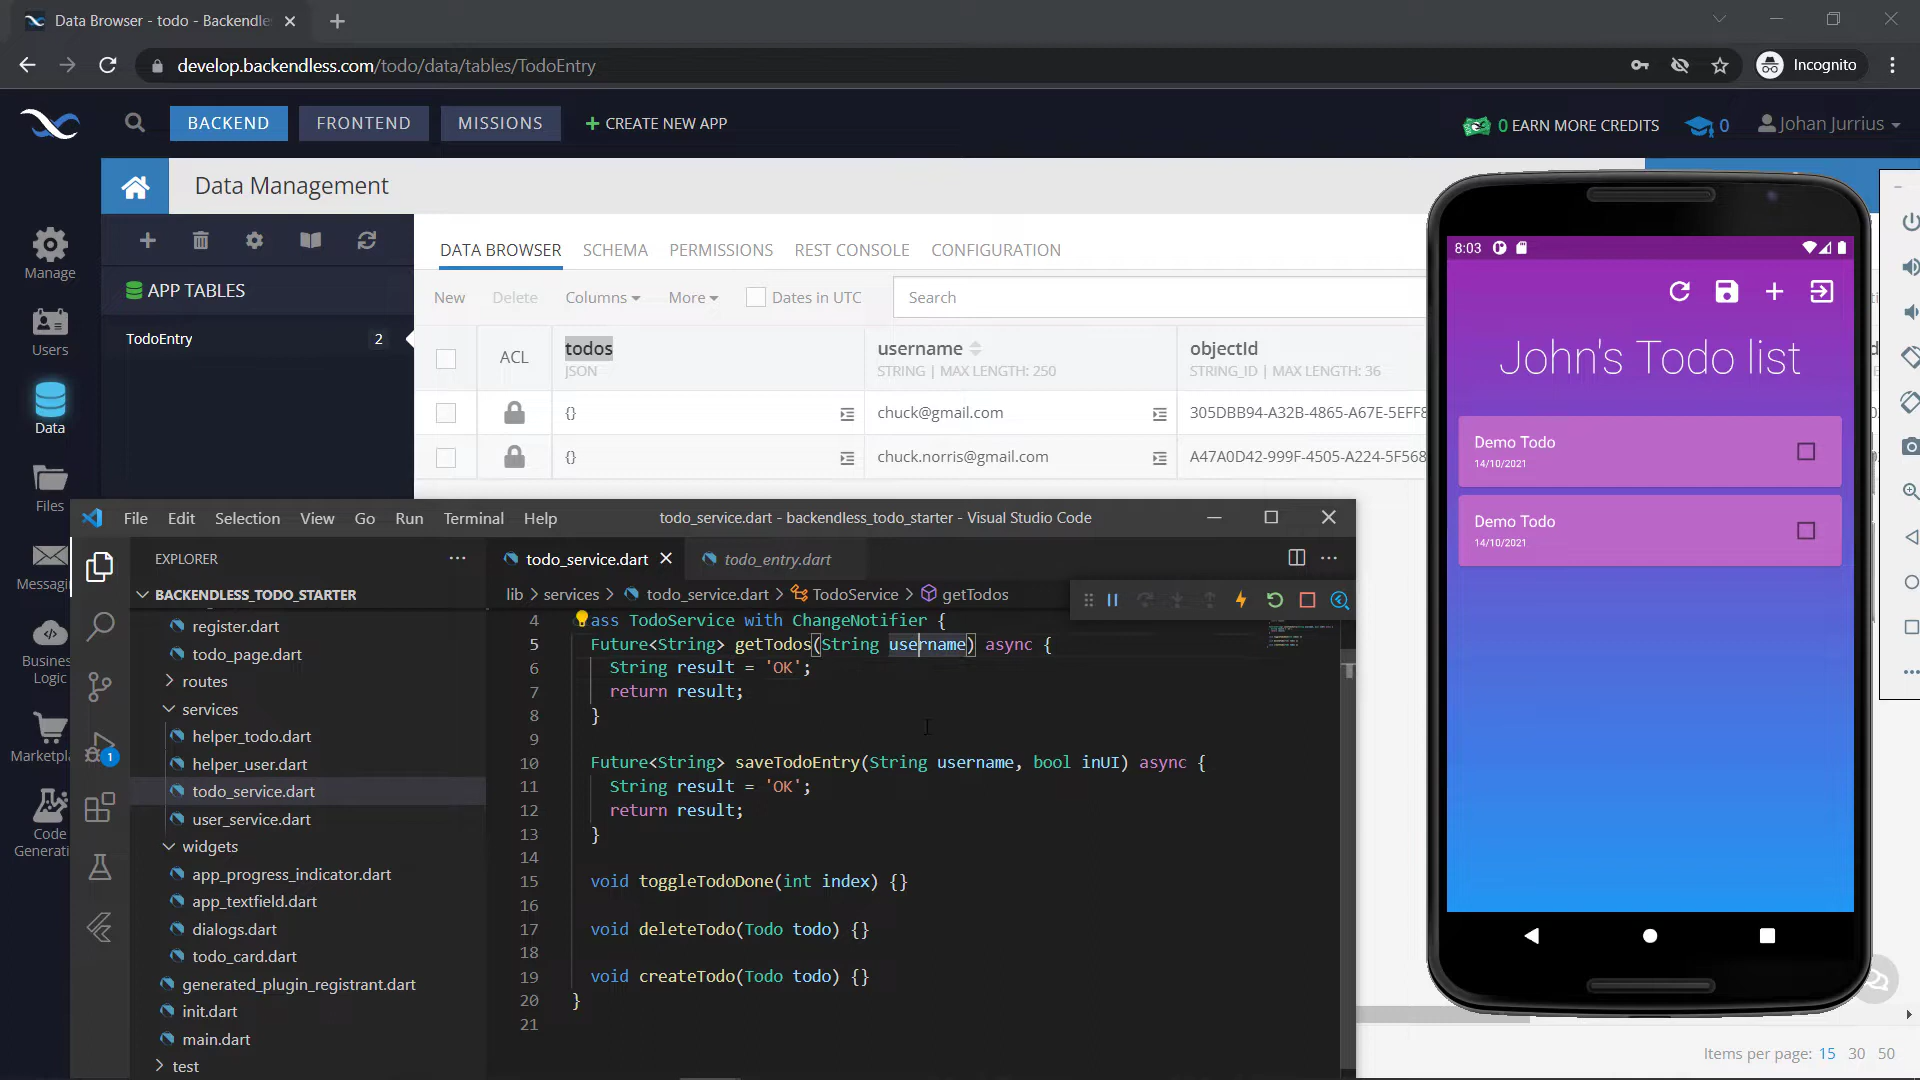 Data Browser - todo - Backendle
develop.backendless.com/todo/data/tables/TodoEntry
Incognito
BACKEND
FRONTEND
MISSIONS
CREATE NEW APP
0 EARN MORE CREDITS
0
Johan Jurrius
Data Management
Manage
Users
Data
Files
Messagi
Busines
Logic
Marketpla
Code
Generati
APP TABLES
TodoEntry 2
DATA BROWSER
SCHEMA
PERMISSIONS
REST CONSOLE
CONFIGURATION
New
Delete
Columns
More
Dates in UTC
Search
ACL
todos
JSON
username
STRING | MAX LENGTH: 250
objectId
STRING_ID | MAX LENGTH: 36
{}
chuck@gmail.com
305DBB94-A32B-4865-A67E-5EFF8
{}
chuck.norris@gmail.com
A47A0D42-999F-4505-A224-5F568
File Edit Selection View Go Run Terminal Help
todo_service.dart - backendless_todo_starter - Visual Studio Code
EXPLORER
BACKENDLESS_TODO_STARTER
register.dart
todo_page.dart
routes
services
helper_todo.dart
helper_user.dart
todo_service.dart
user_service.dart
widgets
app_progress_indicator.dart
app_textfield.dart
dialogs.dart
todo_card.dart
generated_plugin_registrant.dart
init.dart
main.dart
test
1
todo_service.dart
todo_entry.dart
lib > services > todo_service.dart > TodoService > getTodos
4 ass TodoService with ChangeNotifier {
5 Future<String> getTodos(String username) async {
6 String result = 'OK';
7 return result;
8 }
9
10 Future<String> saveTodoEntry(String username, bool inUI) async {
11 String result = 'OK';
12 return result;
13 }
14
15 void toggleTodoDone(int index) {}
16
17 void deleteTodo(Todo todo) {}
18
19 void createTodo(Todo todo) {}
20 }
21
8:03
John's Todo list
Demo Todo
14/10/2021
Demo Todo
14/10/2021
Items per page: 15 30 50